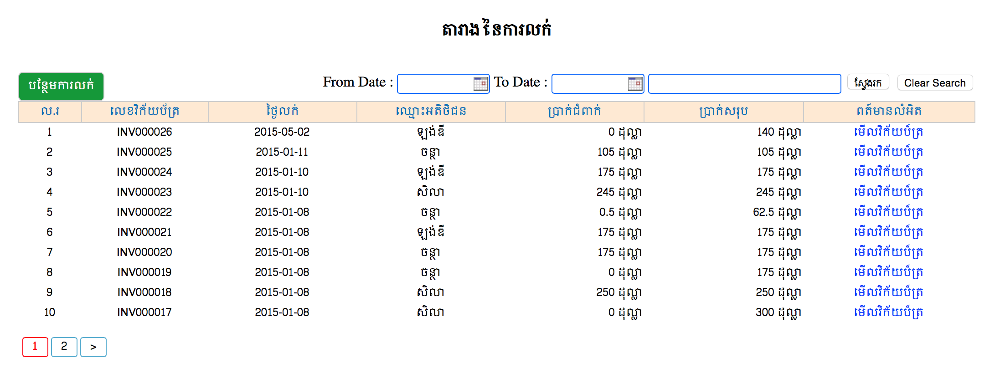 តារាង នៃការលក់
បន្ថែមការលក់ From Date : To Date : ស្វែងរក Clear Search
ល.រ លេខវិក័យប័ត្រ ថ្ងៃលក់ ឈ្មោះអតិថិជន ប្រាក់ជំពាក់ ប្រាក់សរុប ពត៍មានលំអិត
1 INV000026 2015-05-02 ឡង់ឌី 0 ដុល្លា 140 ដុល្លា មើលវិក័យប៍ត្រ
2 INV000025 2015-01-11 ចន្ថា 105 ដុល្លា 105 ដុល្លា មើលវិក័យប៍ត្រ
3 INV000024 2015-01-10 ឡង់ឌី 175 ដុល្លា 175 ដុល្លា មើលវិក័យប៍ត្រ
4 INV000023 2015-01-10 សិលា 245 ដុល្លា 245 ដុល្លា មើលវិក័យប៍ត្រ
5 INV000022 2015-01-08 ចន្ថា 0.5 ដុល្លា 62.5 ដុល្លា មើលវិក័យប៍ត្រ
6 INV000021 2015-01-08 ឡង់ឌី 175 ដុល្លា 175 ដុល្លា មើលវិក័យប៍ត្រ
7 INV000020 2015-01-08 ចន្ថា 175 ដុល្លា 175 ដុល្លា មើលវិក័យប៍ត្រ
8 INV000019 2015-01-08 ចន្ថា 0 ដុល្លា 175 ដុល្លា មើលវិក័យប៍ត្រ
9 INV000018 2015-01-08 សិលា 250 ដុល្លា 250 ដុល្លា មើលវិក័យប៍ត្រ
10 INV000017 2015-01-08 សិលា 0 ដុល្លា 300 ដុល្លា មើលវិក័យប៍ត្រ
1 2 >